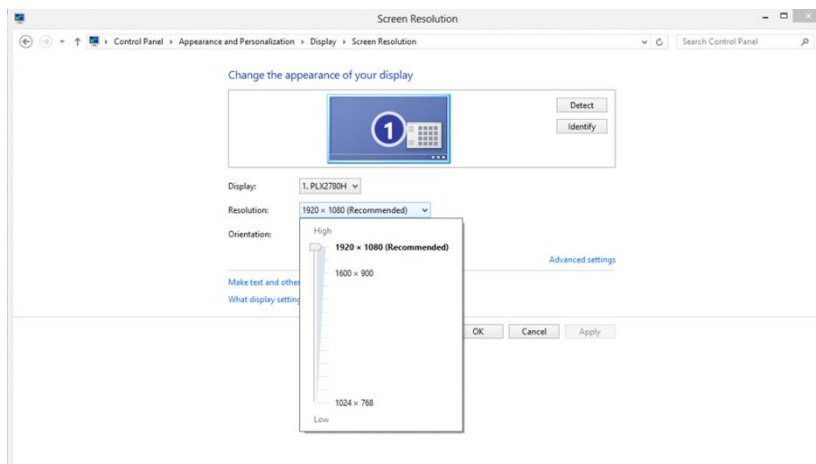 Screen Resolution
Control Panel Appearance and Personalization Display Screen Resolution
Search Control Panel
Change the appearance of your display
1
Detect
Identify
Display: 1. PLX2780H
Resolution: 1920 × 1080 (Recommended)
Orientation:
High
1920 × 1080 (Recommended)
1600 × 900
1024 × 768
Low
Advanced settings
Make text and other
What display setting
OK Cancel Apply